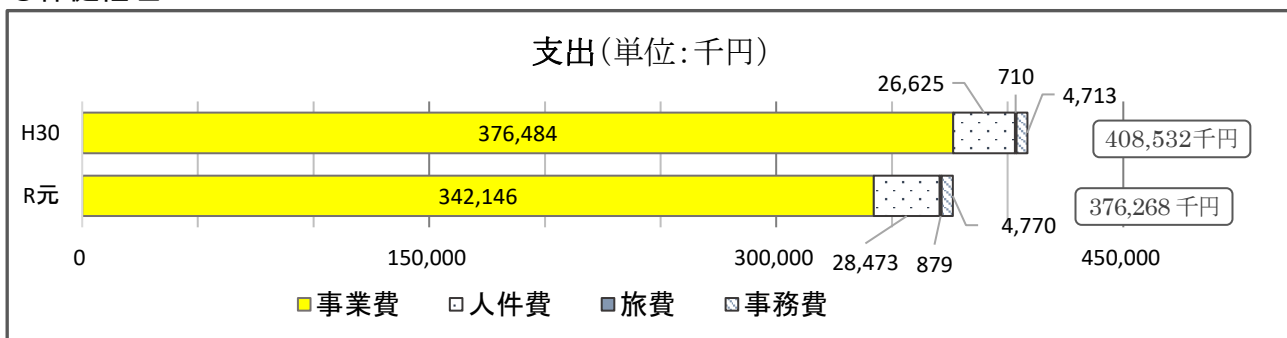 支出(単位:千円)
26,625 710 4,713
H30 376,484 408,532千円
R元 342,146 376,268 千円
4,770
28,473 879
0 150,000 300,000 450,000
事業費 人件費 旅費 事務費